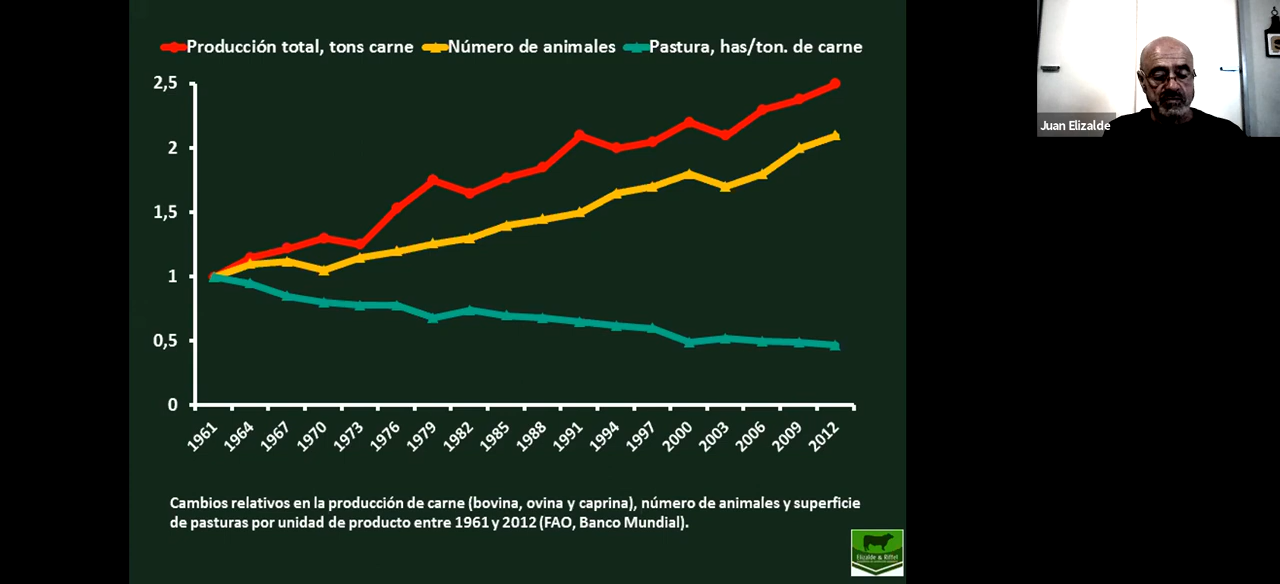 Producción total, tons carne Número de animales Pastura, has/ton. de carne
2,5
2
1,5
1
0,5
0
1961 1964 1967 1970 1973 1976 1979 1982 1985 1988 1991 1994 1997 2000 2003 2006 2009 2012
Cambios relativos en la producción de carne (bovina, ovina y caprina), número de animales y superficie
de pasturas por unidad de producto entre 1961 y 2012 (FAO, Banco Mundial).
Elizalde & Riffel
Juan Elizalde